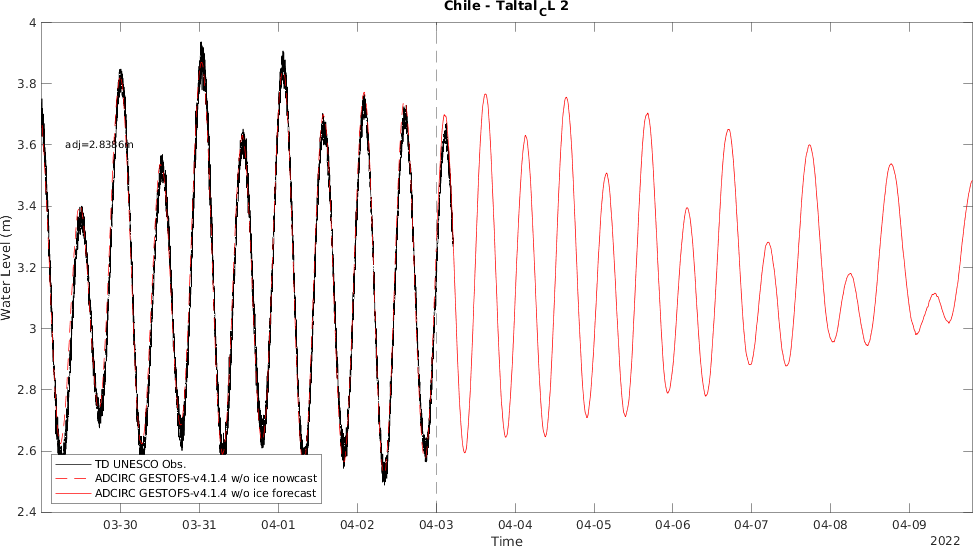 Chile - Taltal_CL 2
4
3.8
3.6
3.4
3.2
3
2.8
2.6
2.4
Water Level (m)
adj=2.8386m
TD UNESCO Obs.
ADCIRC GESTOFS-v4.1.4 w/o ice nowcast
ADCIRC GESTOFS-v4.1.4 w/o ice forecast
03-30 03-31 04-01 04-02 04-03 04-04 04-05 04-06 04-07 04-08 04-09
Time
2022